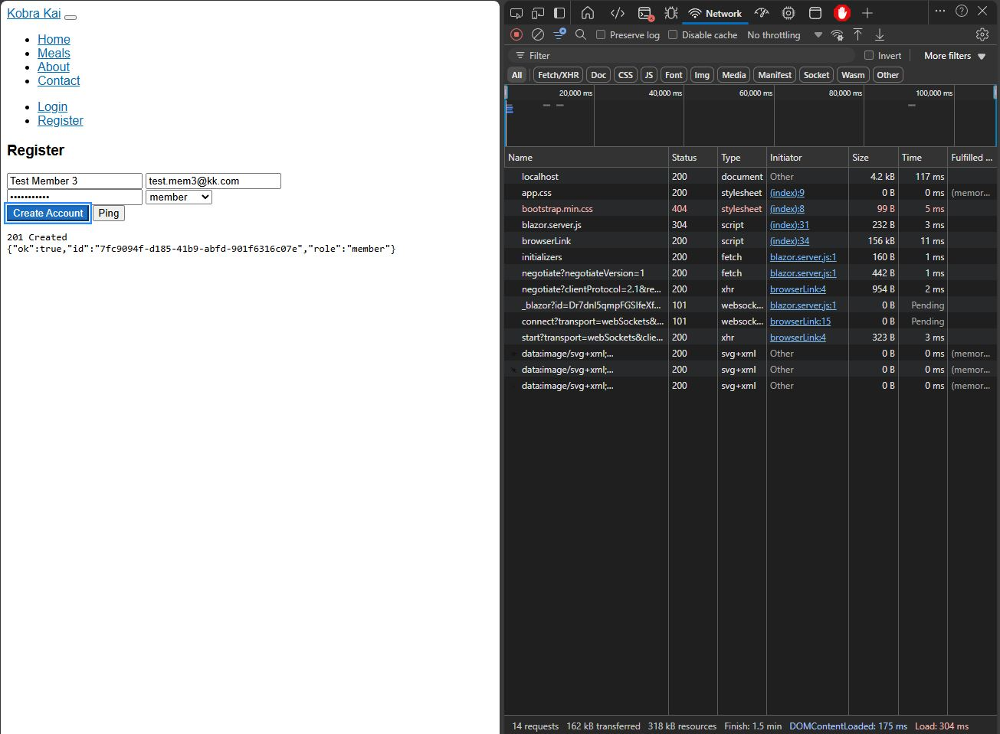 Kobra Kai
Home
Meals
About
Contact
Login
Register
Register
Test Member 3 test.mem3@kk.com
••••••••••• member
Create Account Ping
201 Created
{"ok":true,"id":"7fc9094f-d185-41b9-abfd-901f6316c07e","role":"member"}
Network
Preserve log Disable cache No throttling
Filter Invert More filters
All Fetch/XHR Doc CSS JS Font Img Media Manifest Socket Wasm Other
20,000 ms 40,000 ms 60,000 ms 80,000 ms 100,000 ms
Name Status Type Initiator Size Time Fulfilled ...
localhost 200 document Other 4.2 kB 117 ms
app.css 200 stylesheet (index):9 0 B 0 ms (memor...
bootstrap.min.css 404 stylesheet (index):8 99 B 5 ms
blazor.server.js 304 script (index):31 232 B 3 ms
browserLink 200 script (index):34 156 kB 11 ms
initializers 200 fetch blazor.server.js:1 160 B 1 ms
negotiate?negotiateVersion=1 200 fetch blazor.server.js:1 442 B 1 ms
negotiate?clientProtocol=2.1&re... 200 xhr browserLink:4 954 B 2 ms
_blazor?id=Dr7dnI5qmpFGSIfeXf... 101 websock... blazor.server.js:1 0 B Pending
connect?transport=webSockets&... 101 websock... browserLink:15 0 B Pending
start?transport=webSockets&clie... 200 xhr browserLink:4 323 B 3 ms
data:image/svg+xml;... 200 svg+xml Other 0 B 0 ms (memor...
data:image/svg+xml;... 200 svg+xml Other 0 B 0 ms (memor...
data:image/svg+xml;... 200 svg+xml Other 0 B 0 ms (memor...
14 requests 162 kB transferred 318 kB resources Finish: 1.5 min DOMContentLoaded: 175 ms Load: 304 ms